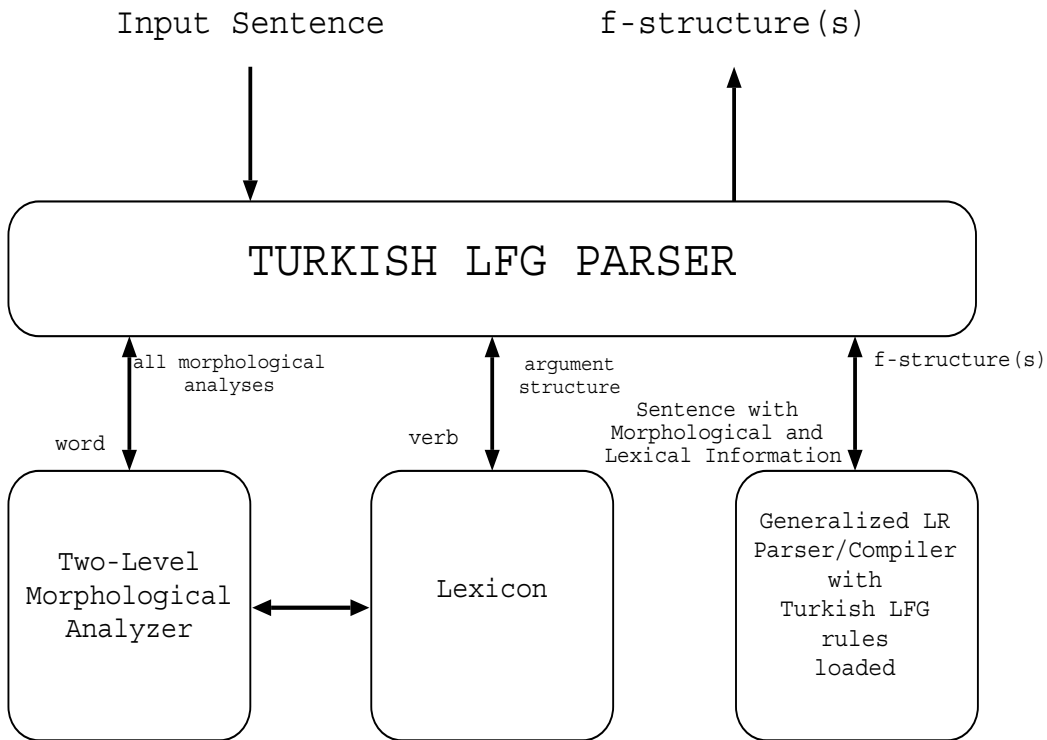 Input Sentence
f-structure(s)
TURKISH LFG PARSER
all morphological
analyses
word
argument
structure
verb
f-structure(s)
Sentence with
Morphological and
Lexical Information
Two-Level
Morphological
Analyzer
Lexicon
Generalized LR
Parser/Compiler
with
Turkish LFG
rules
loaded